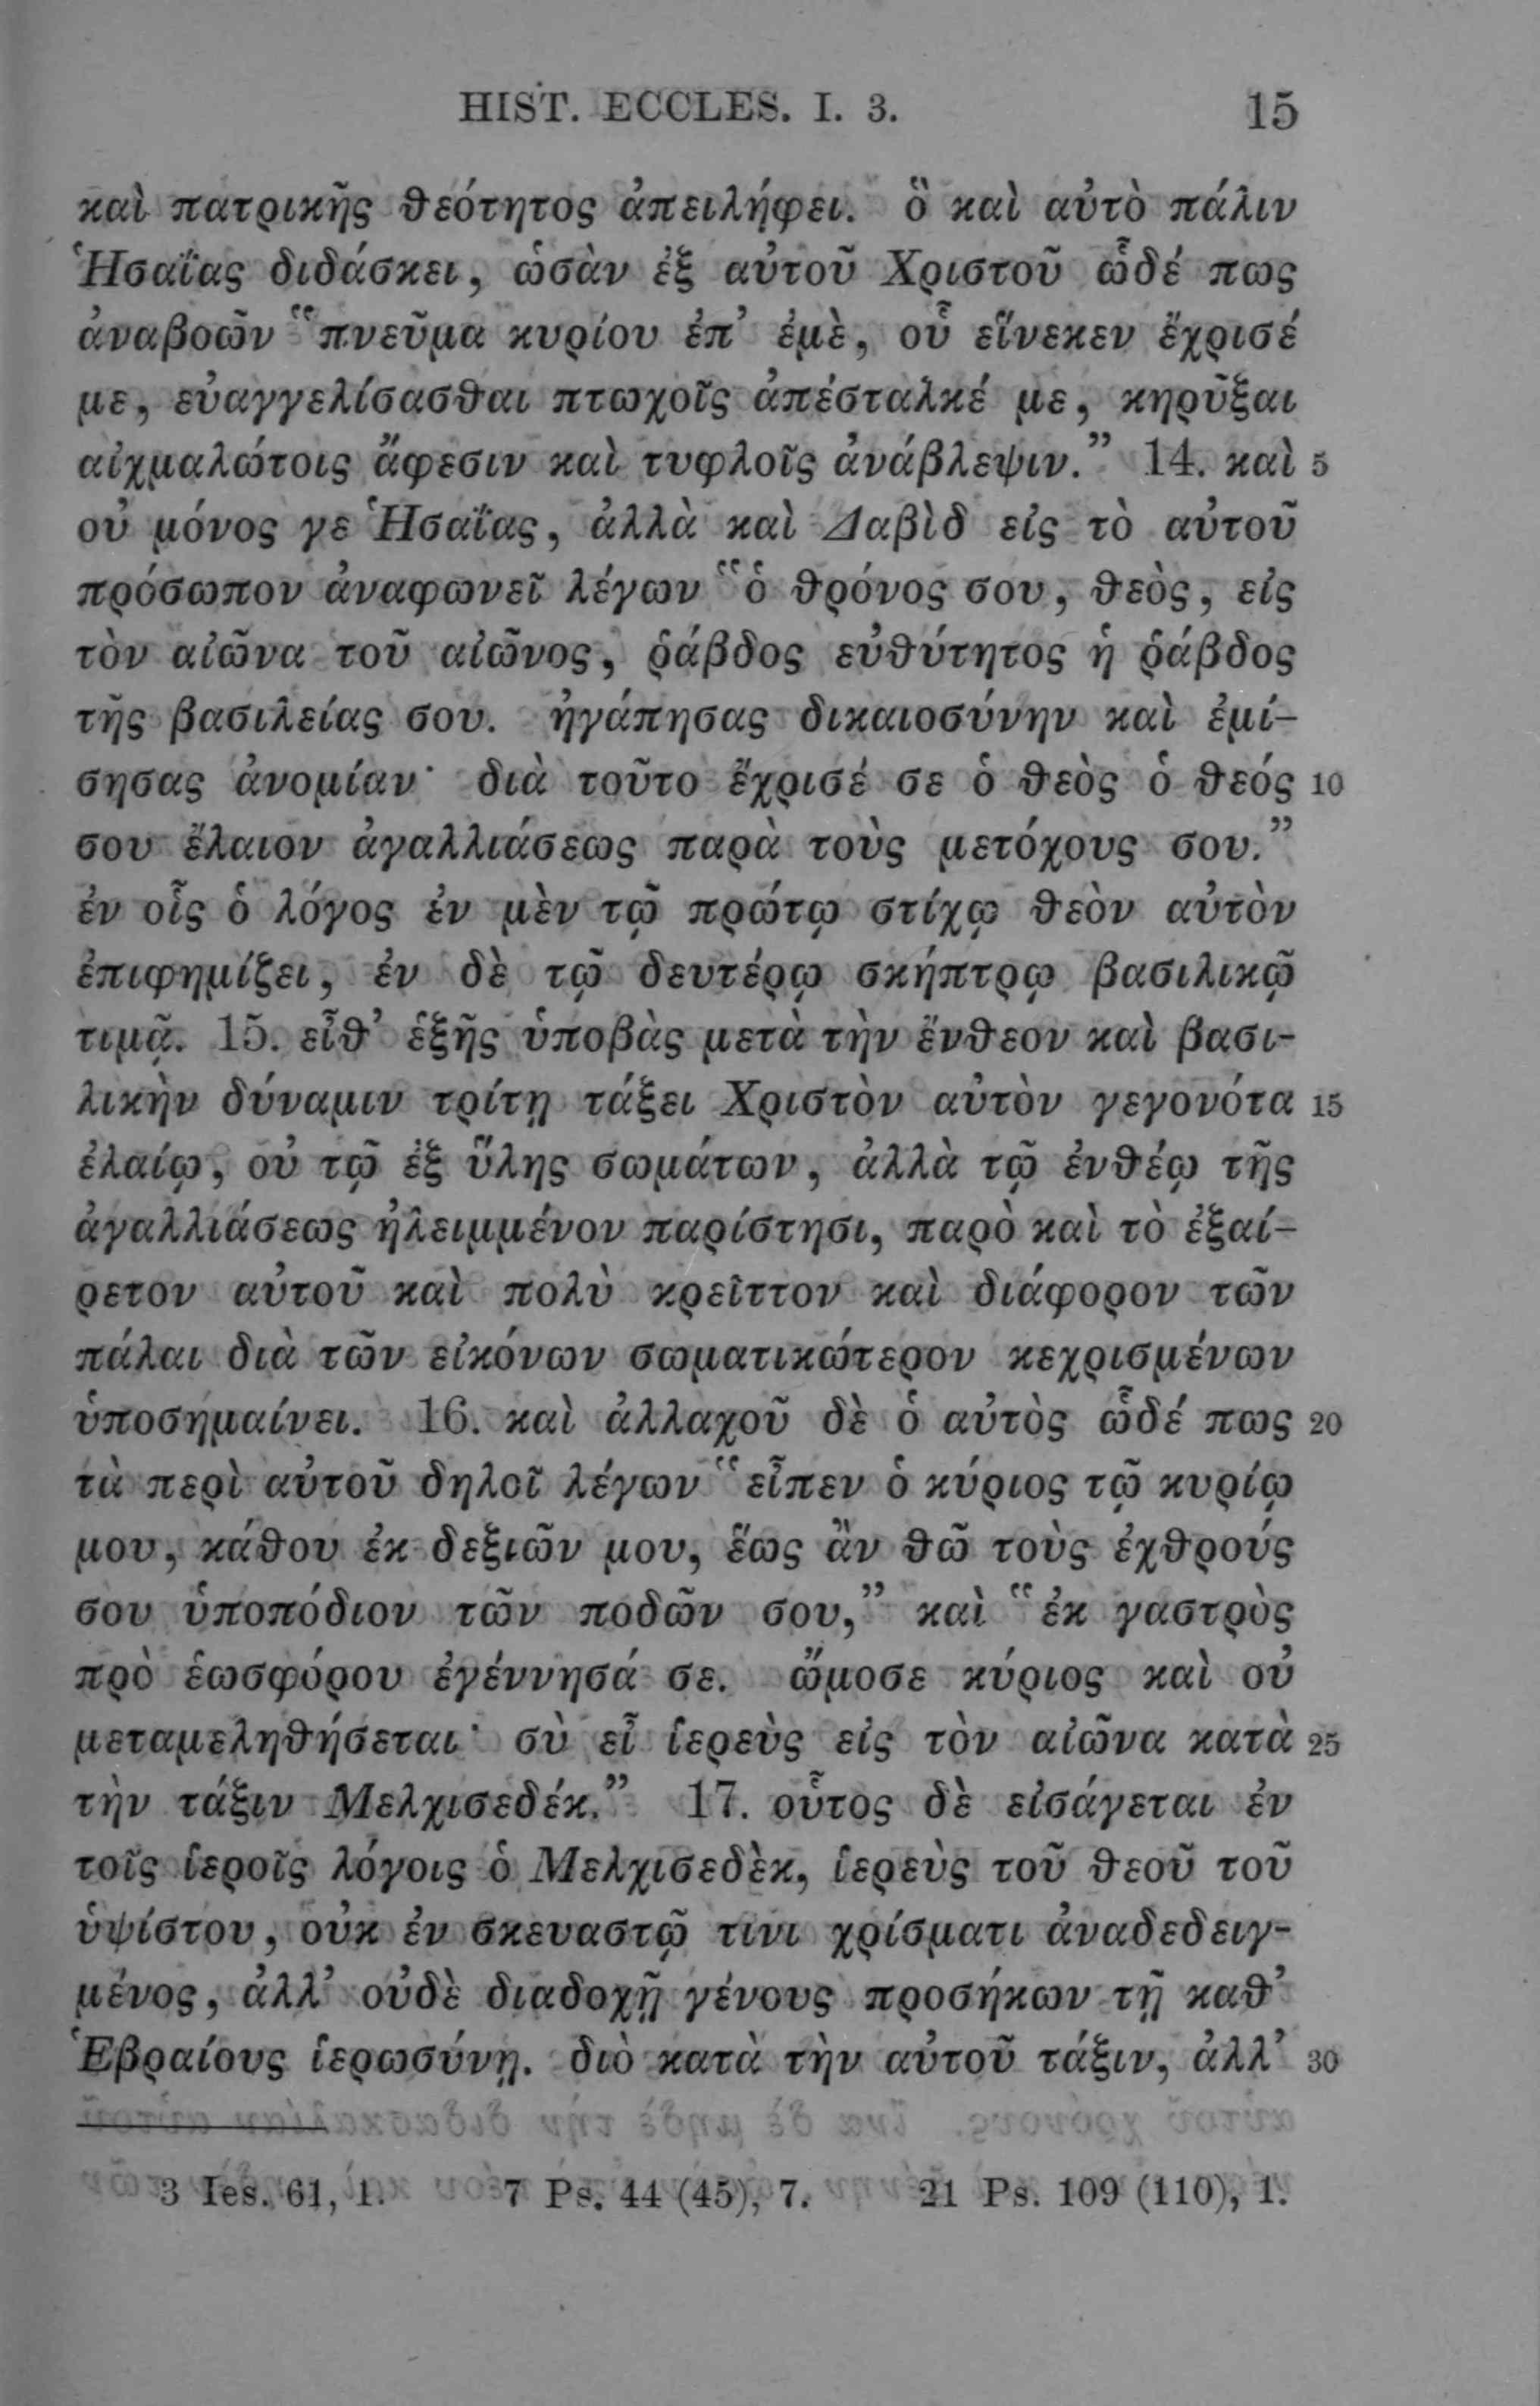 HIST. ECCLES. I. 3. 15
καὶ πατρικῆς θεότητος ἀπειλήφει. ὃ καὶ αὐτὸ πάλιν
Ἡσαΐας διδάσκει, ὡσὰν ἐξ αὐτοῦ Χριστοῦ ὧδέ πως
ἀναβοῶν “πνεῦμα κυρίου ἐπ’ ἐμὲ, οὗ εἵνεκεν ἔχρισέ
με, εὐαγγελίσασθαι πτωχοῖς ἀπέσταλκέ με, κηρῦξαι
αἰχμαλώτοις ἄφεσιν καὶ τυφλοῖς ἀνάβλεψιν.” 14. καὶ 5
οὐ μόνος γε Ἡσαΐας, ἀλλὰ καὶ Δαβὶδ εἰς τὸ αὐτοῦ
πρόσωπον ἀναφωνεῖ λέγων “ὁ θρόνος σου, θεὸς, εἰς
τὸν αἰῶνα τοῦ αἰῶνος, ῥάβδος εὐθύτητος ἡ ῥάβδος
τῆς βασιλείας σου. ἠγάπησας δικαιοσύνην καὶ ἐμί-
σησας ἀνομίαν· διὰ τοῦτο ἔχρισέ σε ὁ θεὸς ὁ θεός 10
σου ἔλαιον ἀγαλλιάσεως παρὰ τοὺς μετόχους σου.”
ἐν οἷς ὁ λόγος ἐν μὲν τῷ πρώτῳ στίχῳ θεὸν αὐτὸν
ἐπιφημίζει, ἐν δὲ τῷ δευτέρῳ σκήπτρῳ βασιλικῷ
τιμᾷ. 15. εἶθ’ ἑξῆς ὑποβὰς μετὰ τὴν ἔνθεον καὶ βασι-
λικὴν δύναμιν τρίτῃ τάξει Χριστὸν αὐτὸν γεγονότα 15
ἐλαίῳ, οὐ τῷ ἐξ ὕλης σωμάτων, ἀλλὰ τῷ ἐνθέῳ τῆς
ἀγαλλιάσεως ἠλειμμένον παρίστησι, παρὸ καὶ τὸ ἐξαί-
ρετον αὐτοῦ καὶ πολὺ κρεῖττον καὶ διάφορον τῶν
πάλαι διὰ τῶν εἰκόνων σωματικώτερον κεχρισμένων
ὑποσημαίνει. 16. καὶ ἀλλαχοῦ δὲ ὁ αὐτὸς ὧδέ πως 20
τὰ περὶ αὐτοῦ δηλοῖ λέγων “εἶπεν ὁ κύριος τῷ κυρίῳ
μου, κάθου ἐκ δεξιῶν μου, ἕως ἂν θῶ τοὺς ἐχθρούς
σου ὑποπόδιον τῶν ποδῶν σου,” καὶ “ἐκ γαστρὸς
πρὸ ἑωσφόρου ἐγέννησά σε. ὤμοσε κύριος καὶ οὐ
μεταμεληθήσεται· σὺ εἶ ἱερεὺς εἰς τὸν αἰῶνα κατὰ 25
τὴν τάξιν Μελχισεδέκ.” 17. οὗτος δὲ εἰσάγεται ἐν
τοῖς ἱεροῖς λόγοις ὁ Μελχισεδὲκ, ἱερεὺς τοῦ θεοῦ τοῦ
ὑψίστου, οὐκ ἐν σκευαστῷ τινι χρίσματι ἀναδεδειγ-
μένος, ἀλλ’ οὐδὲ διαδοχῇ γένους προσήκων τῇ καθ’
Ἑβραίους ἱερωσύνῃ. διὸ κατὰ τὴν αὐτοῦ τάξιν, ἀλλ’ 30
3 Ies. 61, 1. 7 Ps. 44 (45), 7. 21 Ps. 109 (110), 1.